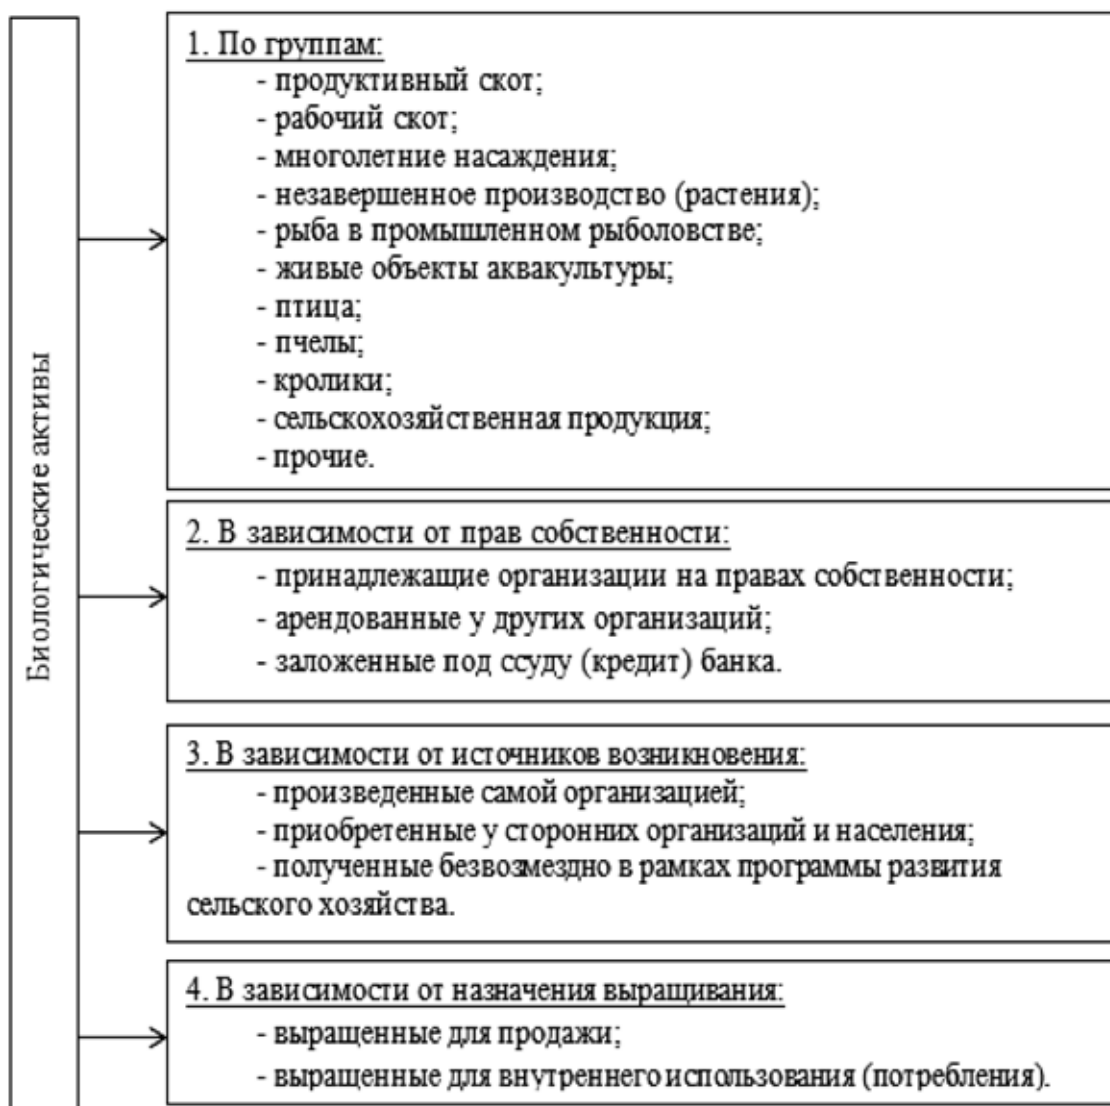 Биологические активы
1. По группам:
- продуктивный скот;
- рабочий скот;
- многолетние насаждения;
- незавершенное производство (растения);
- рыба в промышленном рыболовстве;
- живые объекты аквакультуры;
- птица;
- пчелы;
- кролики;
- сельскохозяйственная продукция;
- прочие.
2. В зависимости от прав собственности:
- принадлежащие организации на правах собственности;
- арендованные у других организаций;
- заложенные под ссуду (кредит) банка.
3. В зависимости от источников возникновения:
- произведенные самой организацией;
- приобретенные у сторонних организаций и населения;
- полученные безвозмездно в рамках программы развития
сельского хозяйства.
4. В зависимости от назначения выращивания:
- выращенные для продажи;
- выращенные для внутреннего использования (потребления).